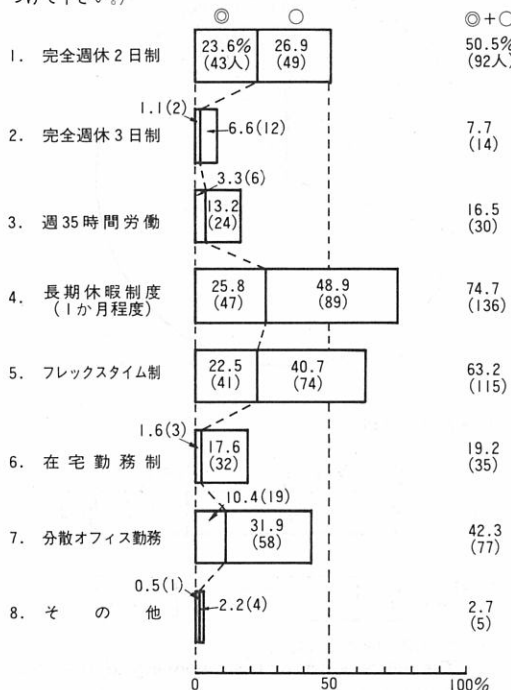 つけて下さい。)
◎ ○ ◎+○
1. 完全週休2日制 23.6% 26.9 50.5%
(43人) (49) (92人)
1.1(2)
2. 完全週休3日制 6.6(12) 7.7
(14)
3.3(6)
3. 週35時間労働 13.2 16.5
(24) (30)
4. 長期休暇制度 25.8 48.9 74.7
(1か月程度) (47) (89) (136)
5. フレックスタイム制 22.5 40.7 63.2
(41) (74) (115)
1.6(3)
6. 在宅勤務制 17.6 19.2
(32) (35)
10.4(19)
7. 分散オフィス勤務 31.9 42.3
(58) (77)
0.5(1)
8. その他 2.2(4) 2.7
(5)
0 50 100%